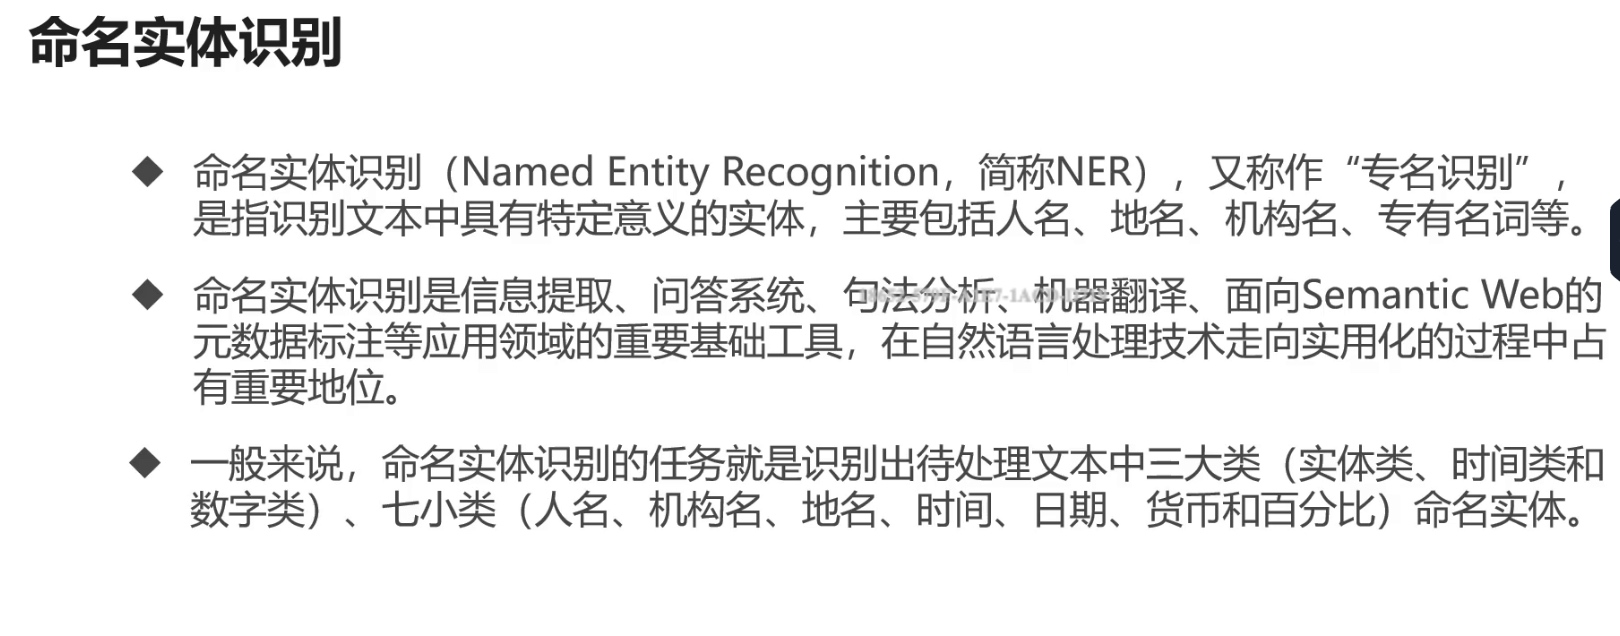 命名实体识别
◆ 命名实体识别（Named Entity Recognition，简称NER），又称作“专名识别”，
是指识别文本中具有特定意义的实体，主要包括人名、地名、机构名、专有名词等。
◆ 命名实体识别是信息提取、问答系统、句法分析、机器翻译、面向Semantic Web的
元数据标注等应用领域的重要基础工具，在自然语言处理技术走向实用化的过程中占
有重要地位。
◆ 一般来说，命名实体识别的任务就是识别出待处理文本中三大类（实体类、时间类和
数字类）、七小类（人名、机构名、地名、时间、日期、货币和百分比）命名实体。